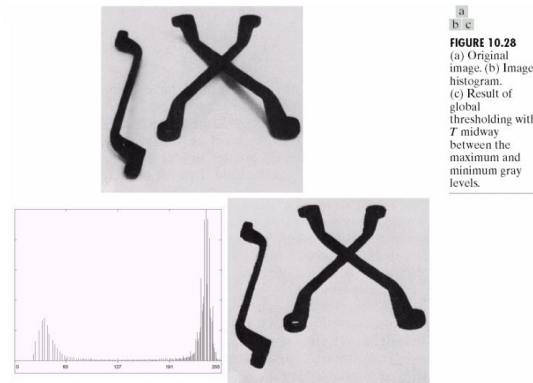 a
b c
FIGURE 10.28
(a) Original
image. (b) Image
histogram.
(c) Result of
global
thresholding with
T midway
between the
maximum and
minimum gray
levels.
0 63 127 191 255